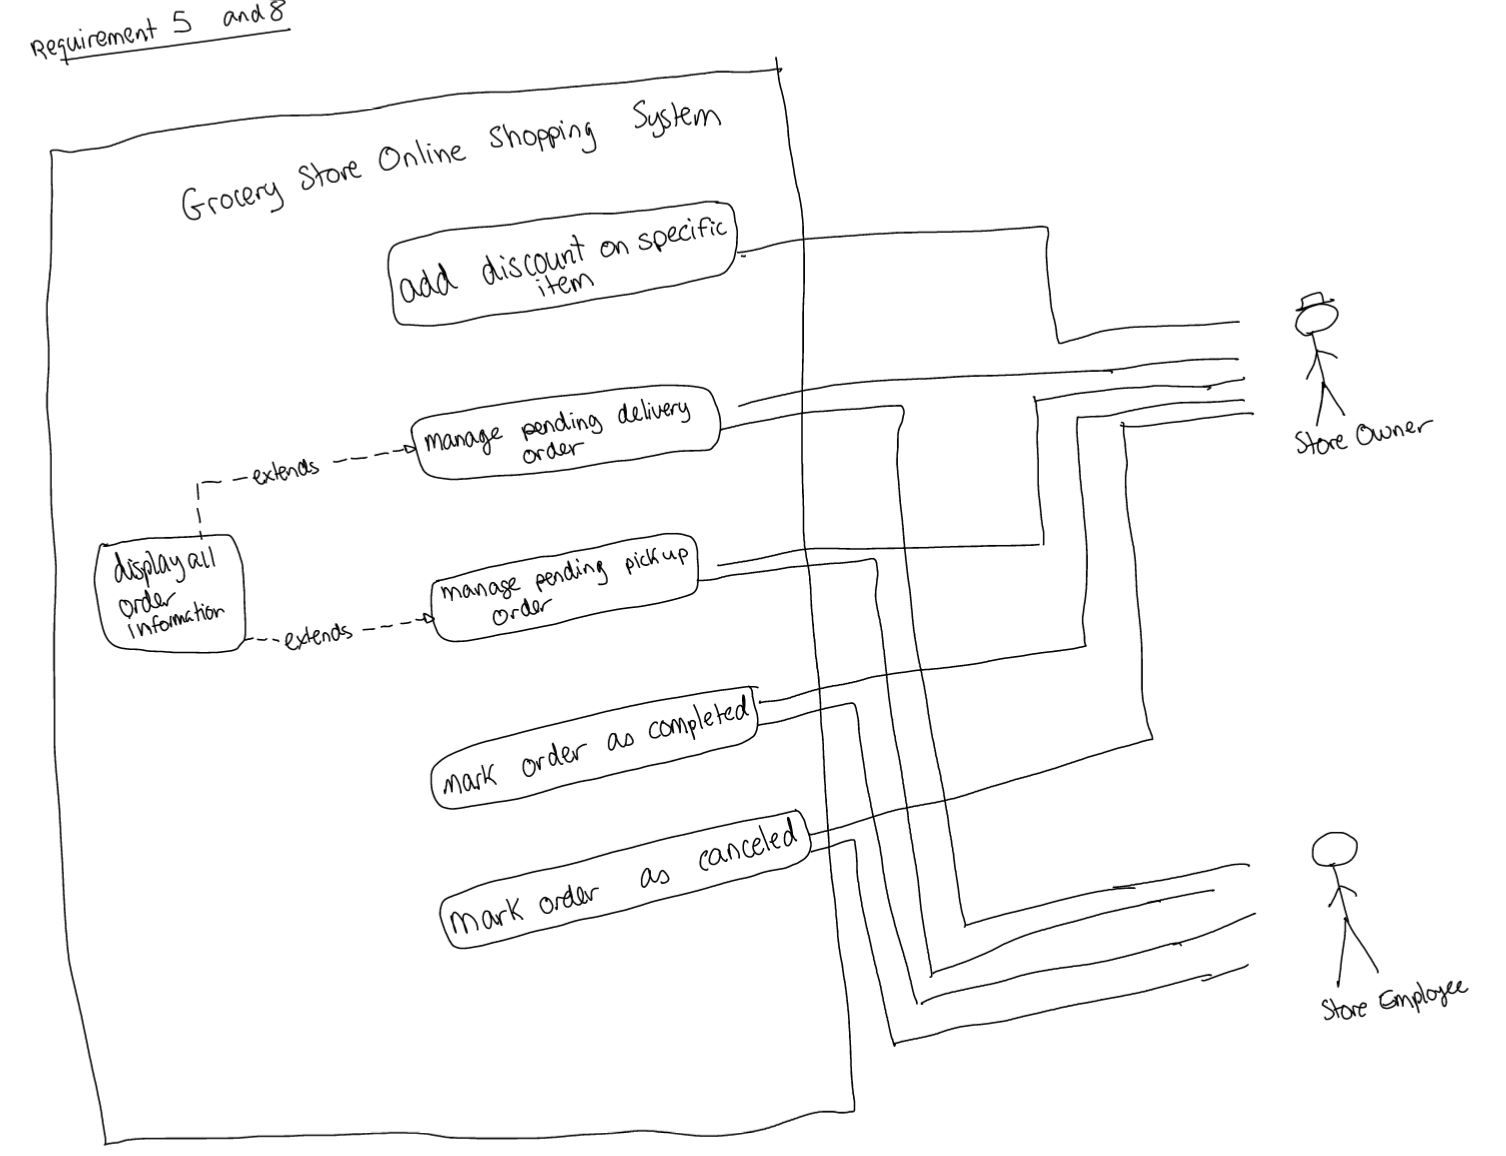 Requirement 5 and 8
Grocery Store Online Shopping System
add discount on specific
item
manage pending delivery
order
extends
display all
order
information
manage pending pickup
order
extends
mark order as completed
mark order as canceled
Store Owner
Store Employee